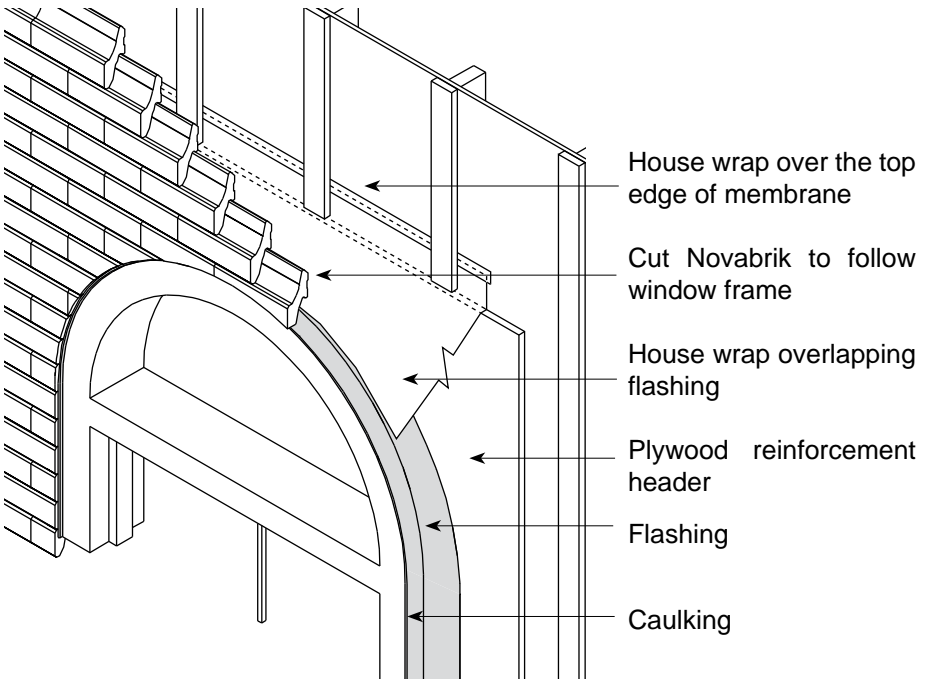 House wrap over the top
edge of membrane
Cut Novabrik to follow
window frame
House wrap overlapping
flashing
Plywood reinforcement
header
Flashing
Caulking